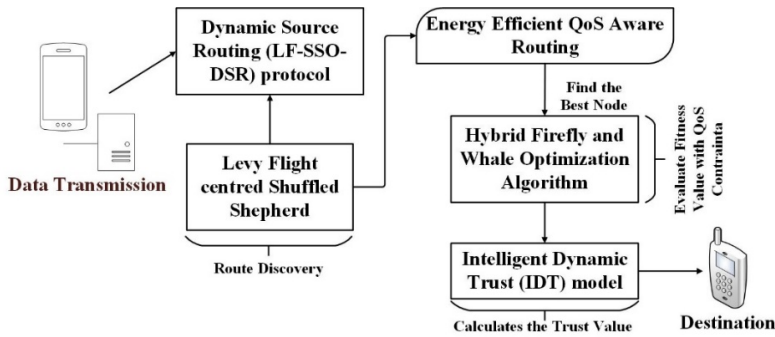 Dynamic Source
Routing (LF-SSO-
DSR) protocol
Data Transmission
Levy Flight
centred Shuffled
Shepherd
Route Discovery
Energy Efficient QoS Aware
Routing
Find the
Best Node
Hybrid Firefly and
Whale Optimization
Algorithm
Evaluate Fitness
Value with QoS
Contrainta
Intelligent Dynamic
Trust (IDT) model
Calculates the Trust Value
Destination